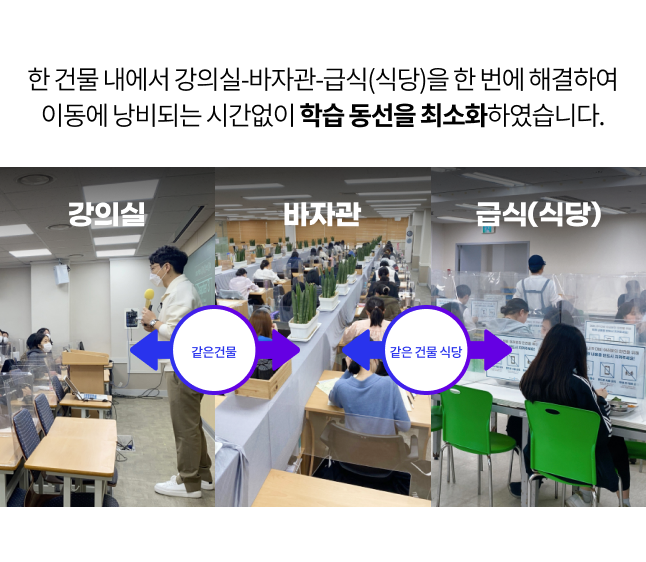 한 건물 내에서 강의실-바자관-급식(식당)을 한 번에 해결하여
이동에 낭비되는 시간없이 학습 동선을 최소화하였습니다.
강의실
바자관
급식(식당)
같은건물
같은 건물 식당